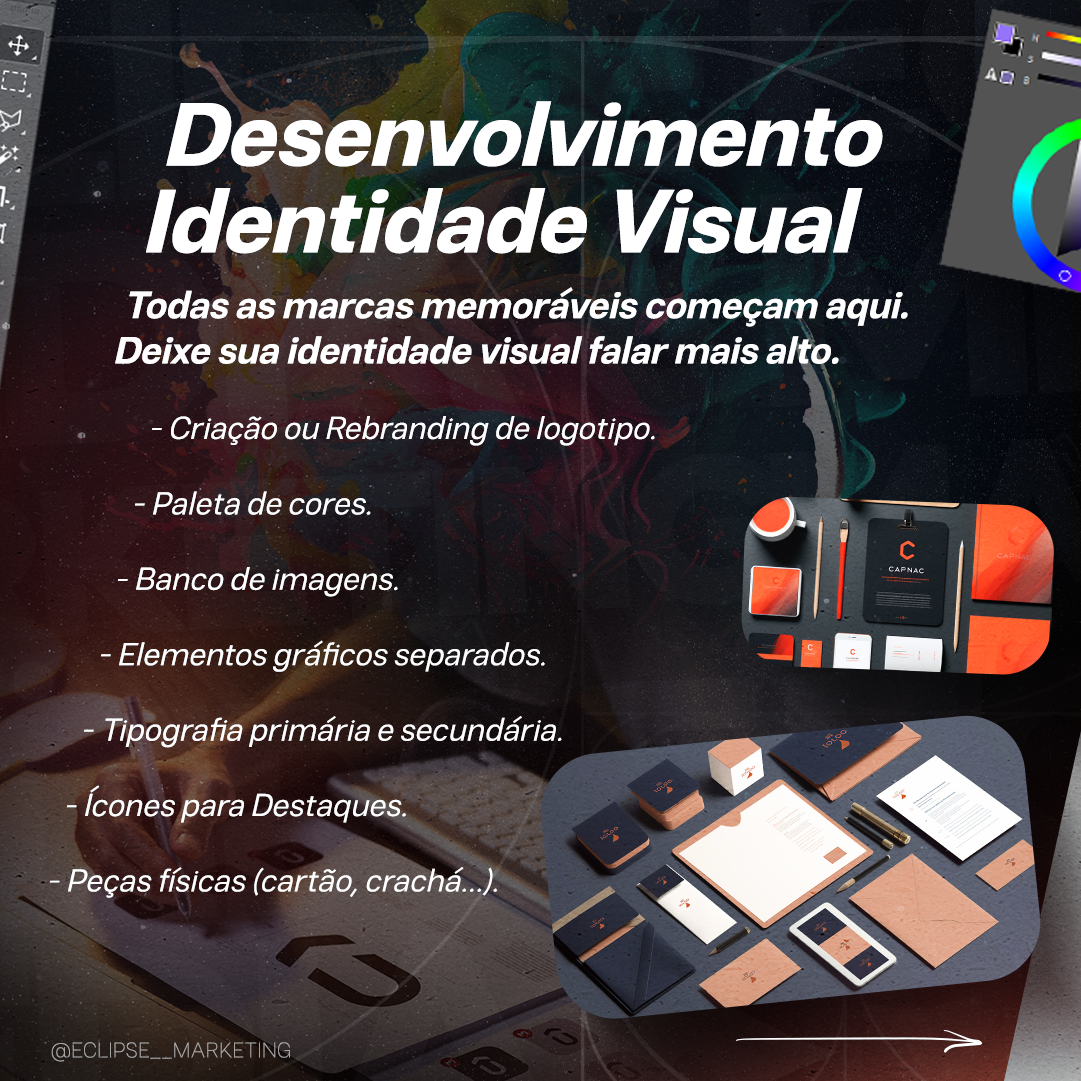 Desenvolvimento
Identidade Visual
Todas as marcas memoráveis começam aqui.
Deixe sua identidade visual falar mais alto.
- Criação ou Rebranding de logotipo.
- Paleta de cores.
- Banco de imagens.
- Elementos gráficos separados.
- Tipografia primária e secundária.
- Ícones para Destaques.
- Peças físicas (cartão, crachá...).
CAPNAC
@ECLIPSE__MARKETING